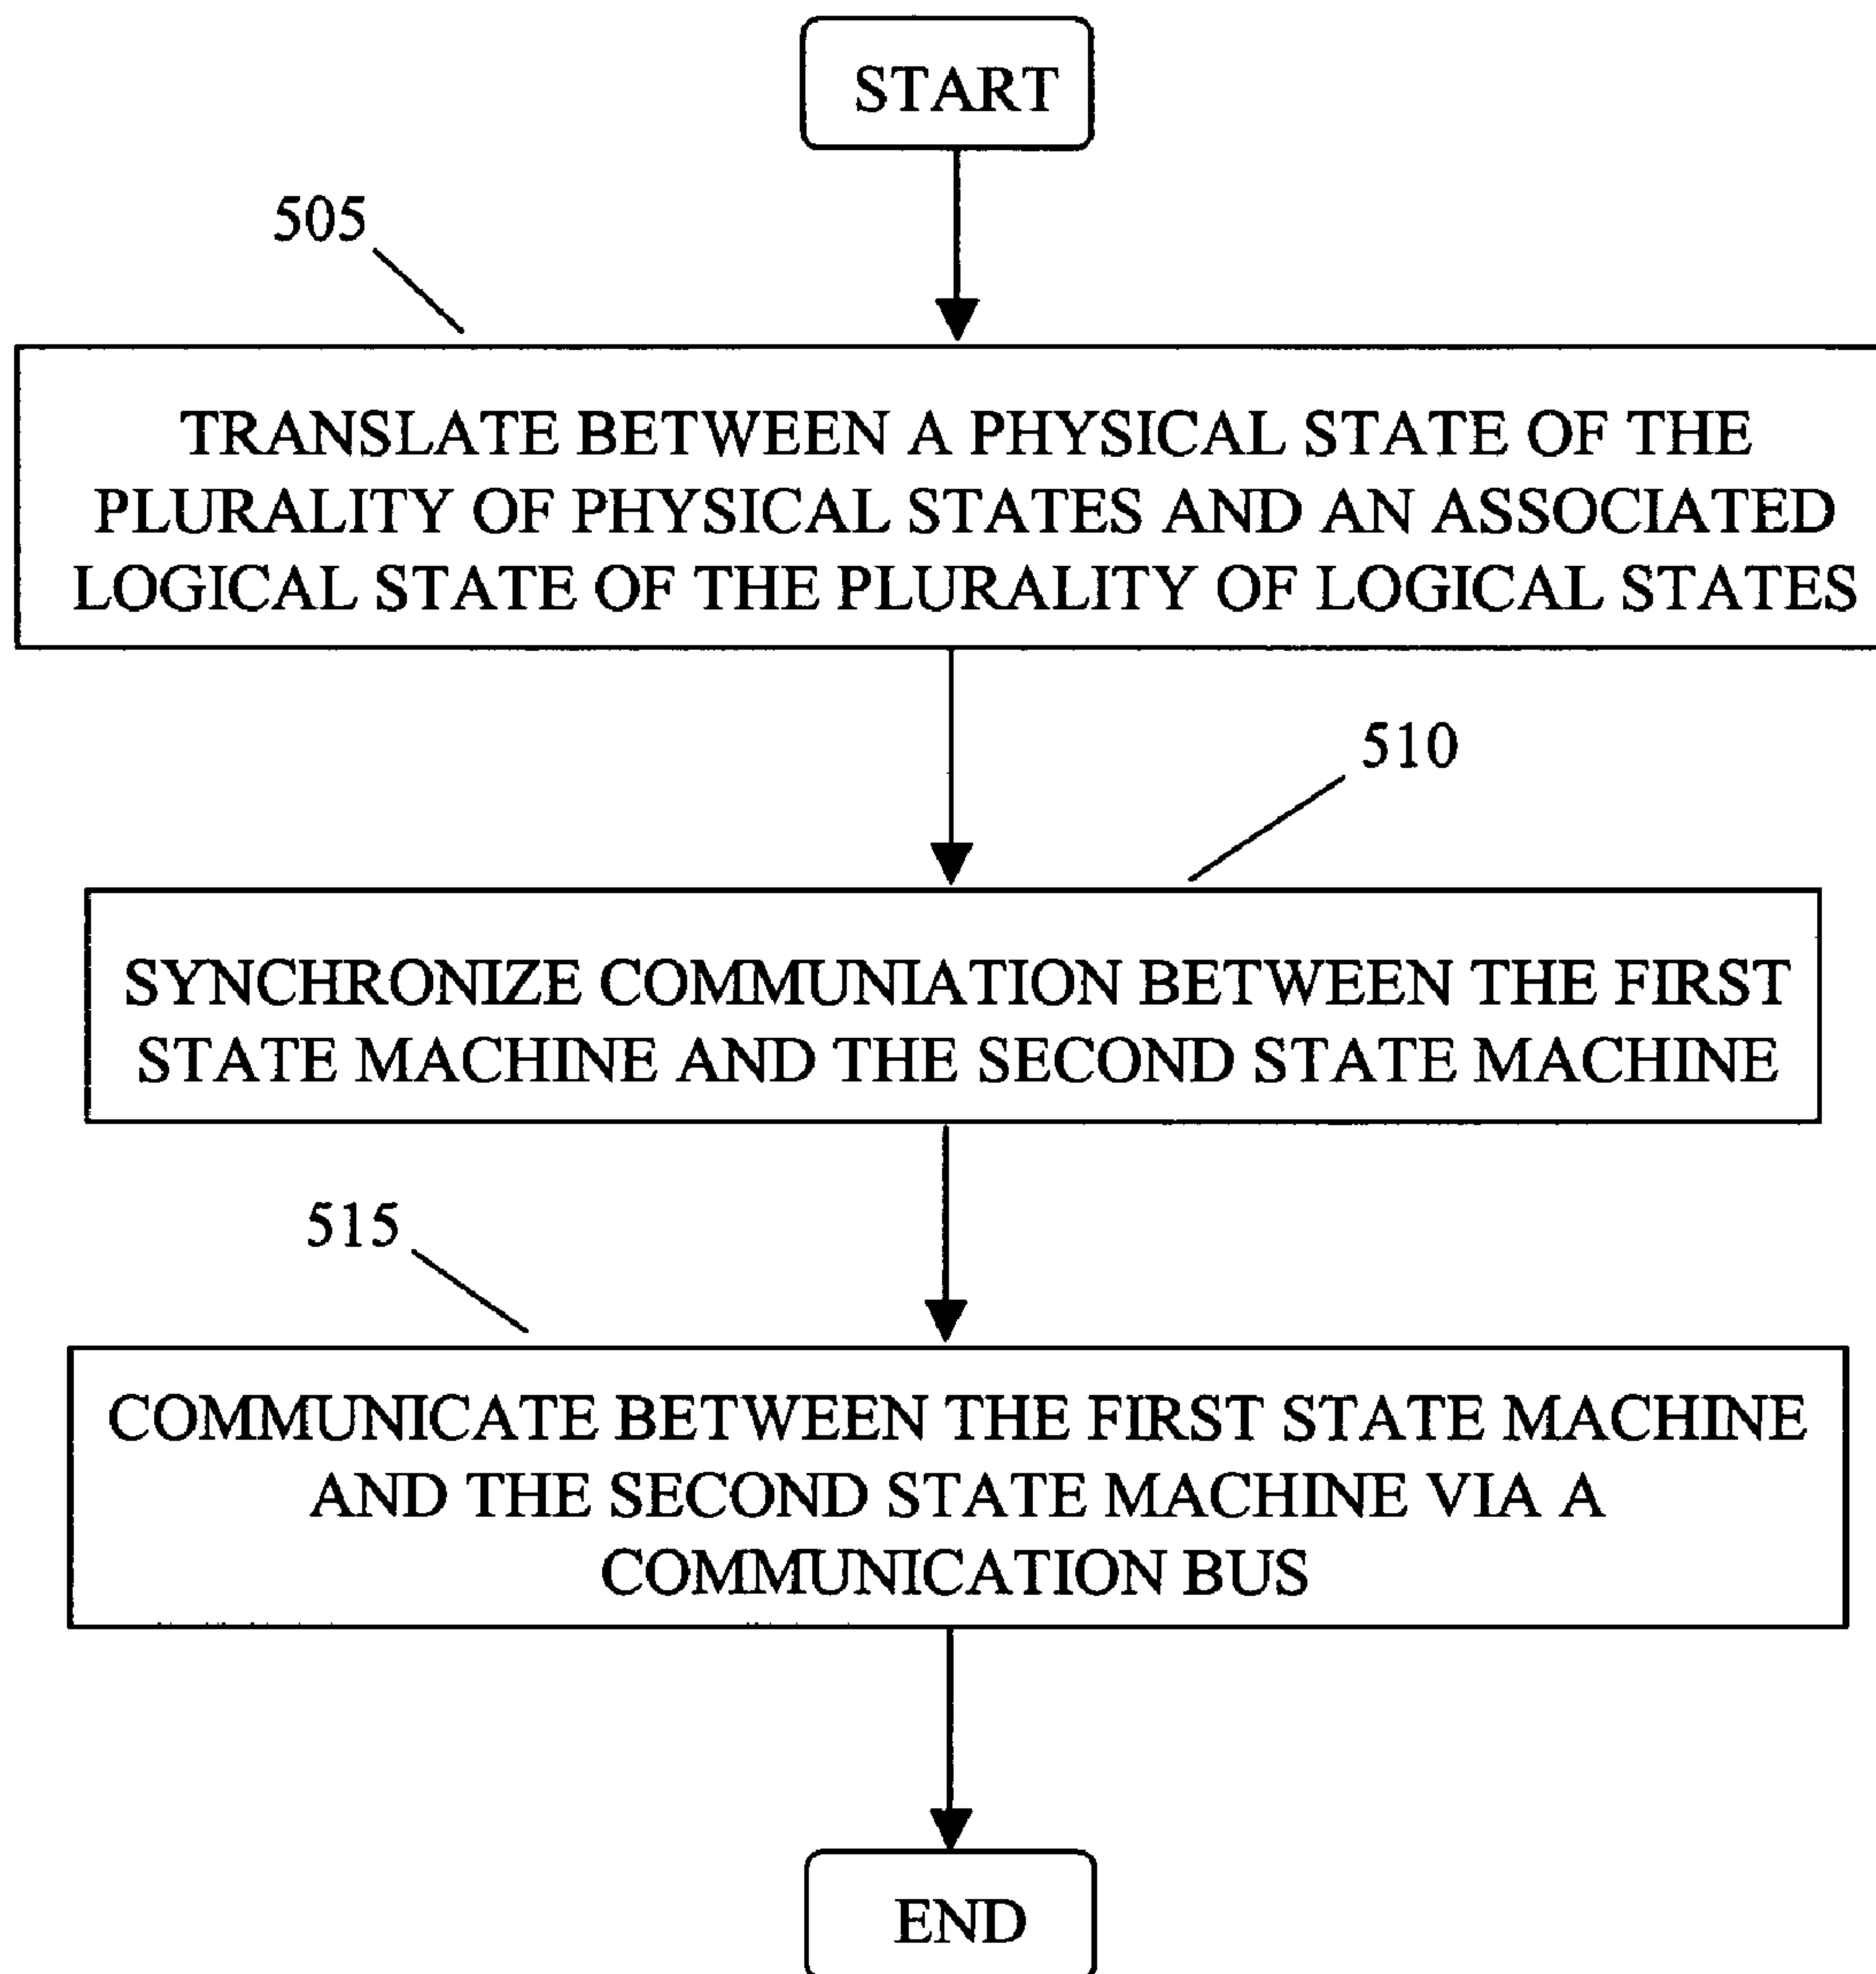 START
505
TRANSLATE BETWEEN A PHYSICAL STATE OF THE
PLURALITY OF PHYSICAL STATES AND AN ASSOCIATED
LOGICAL STATE OF THE PLURALITY OF LOGICAL STATES
510
SYNCHRONIZE COMMUNIATION BETWEEN THE FIRST
STATE MACHINE AND THE SECOND STATE MACHINE
515
COMMUNICATE BETWEEN THE FIRST STATE MACHINE
AND THE SECOND STATE MACHINE VIA A
COMMUNICATION BUS
END